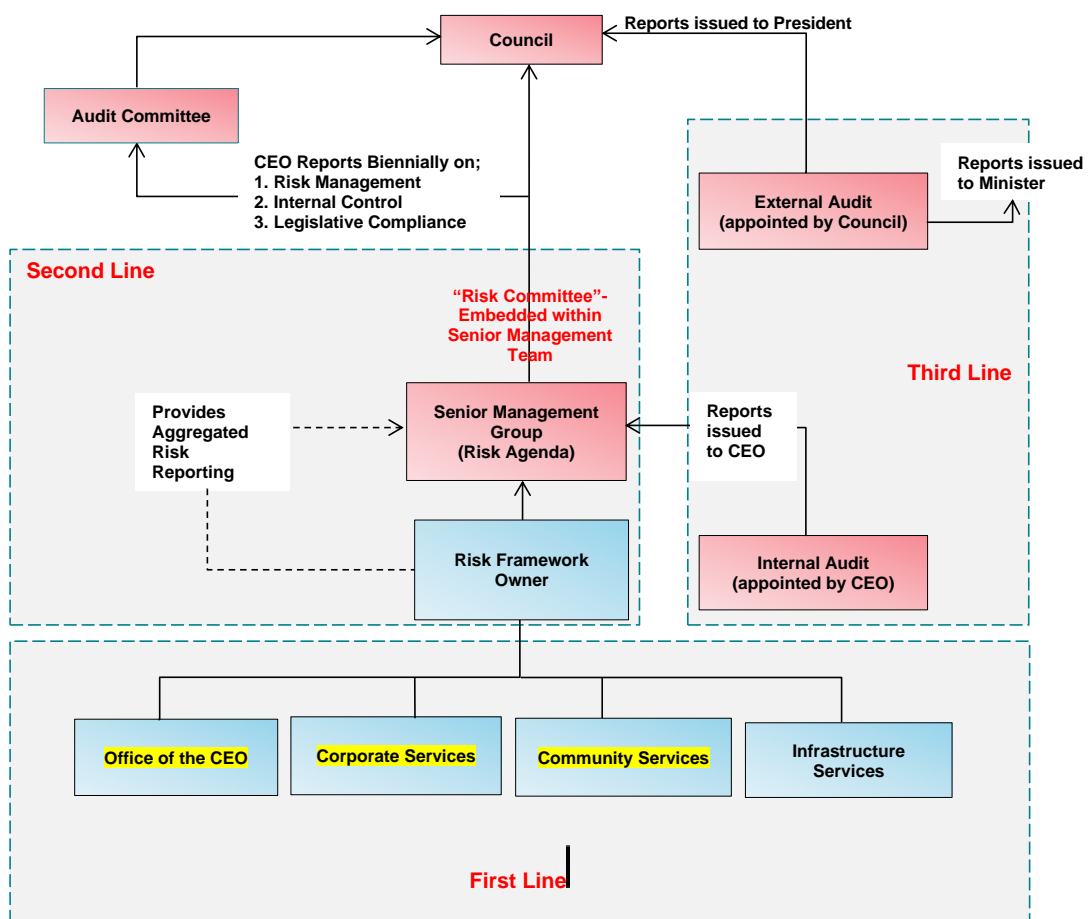 Reports issued to President
Council
Audit Committee
CEO Reports Biennially on;
1. Risk Management
2. Internal Control
3. Legislative Compliance
Reports issued
to Minister
External Audit
(appointed by Council)
Second Line
“Risk Committee”-
Embedded within
Senior Management
Team
Third Line
Provides
Aggregated
Risk
Reporting
Senior Management
Group
(Risk Agenda)
Reports
issued
to CEO
Risk Framework
Owner
Internal Audit
(appointed by CEO)
Office of the CEO
Corporate Services
Community Services
Infrastructure
Services
First Line